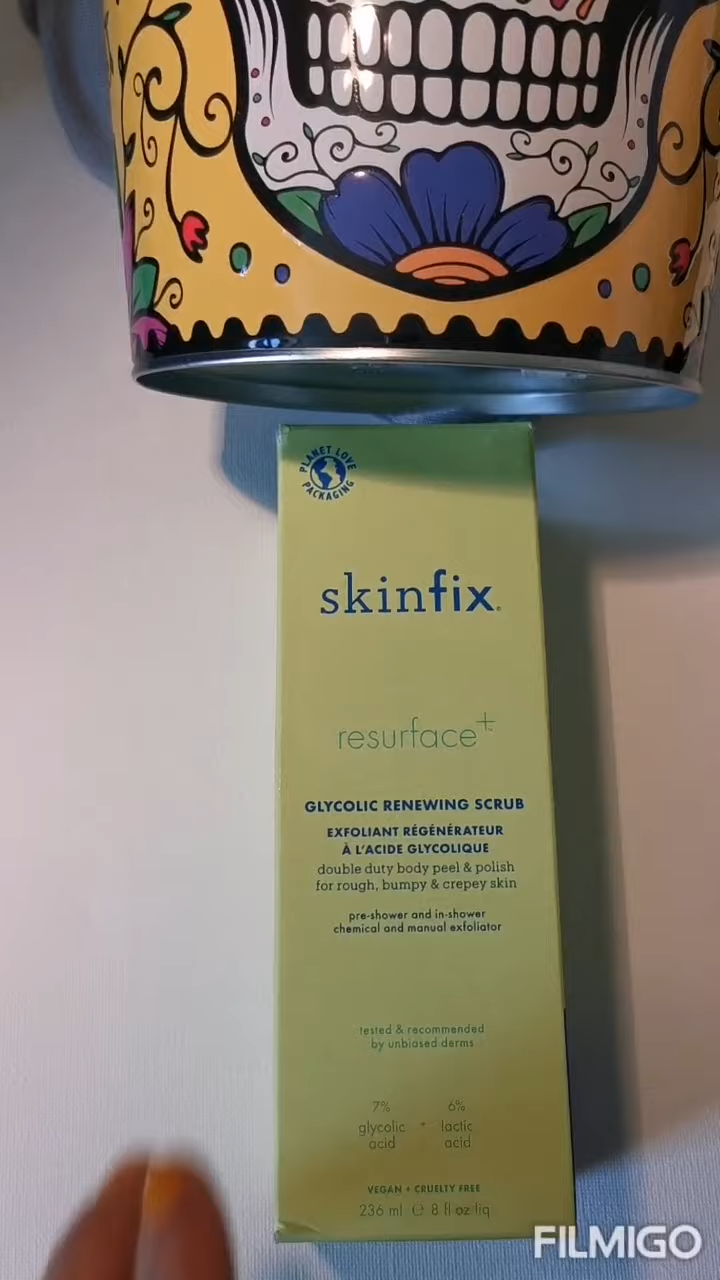 PLANET LOVE
PACKAGING
skinfix
resurface+
GLYCOLIC RENEWING SCRUB
EXFOLIANT RÉGÉNÉRATEUR
À L'ACIDE GLYCOLIQUE
double duty body peel & polish
for rough, bumpy & crepey skin
pre-shower and in-shower
chemical and manual exfoliator
tested & recommended
by unbiased derms
7% 6%
glycolic • lactic
acid acid
VEGAN + CRUELTY FREE
236 ml ℮ 8 fl oz liq
FILMIGO